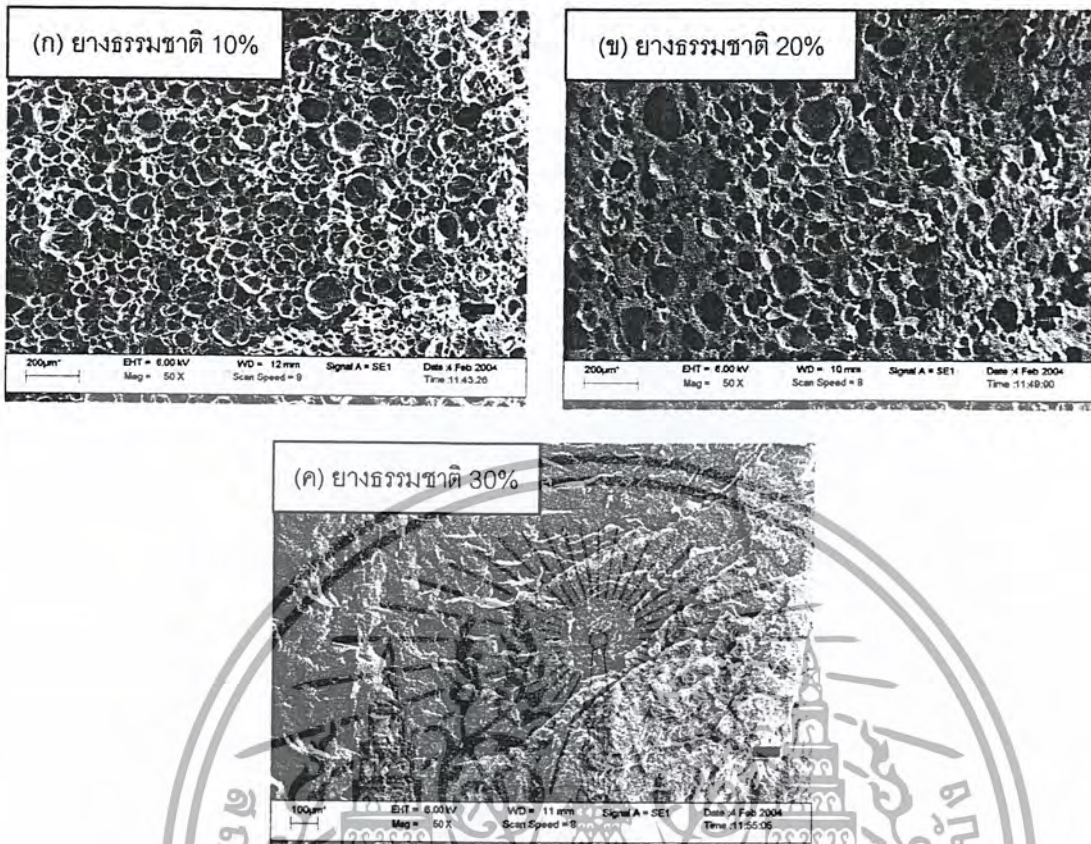 (ก) ยางธรรมชาติ 10%
200µm*
EHT = 6.00 kV
WD = 12 mm
Signal A = SE1
Date :4 Feb 2004
Mag = 50 X
Scan Speed = 9
Time :11:43:26
(ข) ยางธรรมชาติ 20%
200µm*
EHT = 6.00 kV
WD = 10 mm
Signal A = SE1
Date :4 Feb 2004
Mag = 50 X
Scan Speed = 8
Time :11:49:00
(ค) ยางธรรมชาติ 30%
100µm*
EHT = 6.00 kV
WD = 11 mm
Signal A = SE1
Date :4 Feb 2004
Mag = 50 X
Scan Speed = 8
Time :11:55:05